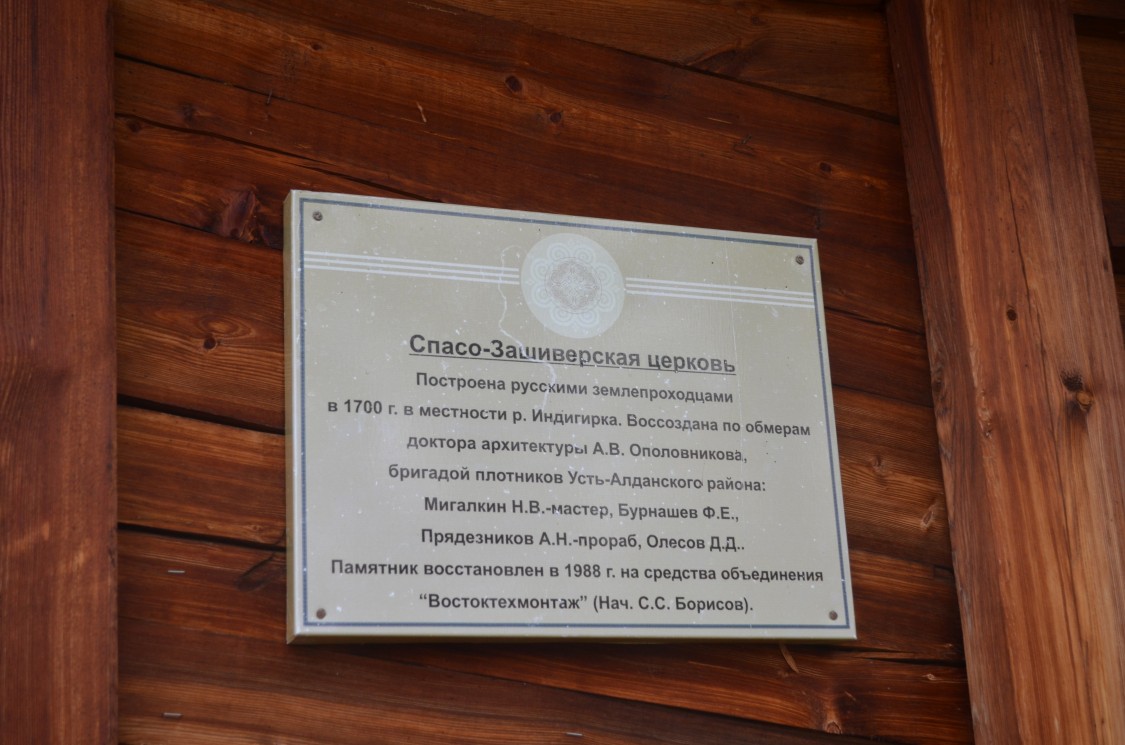 Спасо-Зашиверская церковь
Построена русскими землепроходцами
в 1700 г. в местности р. Индигирка. Воссоздана по обмерам
доктора архитектуры А.В. Ополовникова,
бригадой плотников Усть-Алданского района:
Мигалкин Н.В.-мастер, Бурнашев Ф.Е.,
Прядезников А.Н.-прораб, Олесов Д.Д..
Памятник восстановлен в 1988 г. на средства объединения
“Востоктехмонтаж” (Нач. С.С. Борисов).